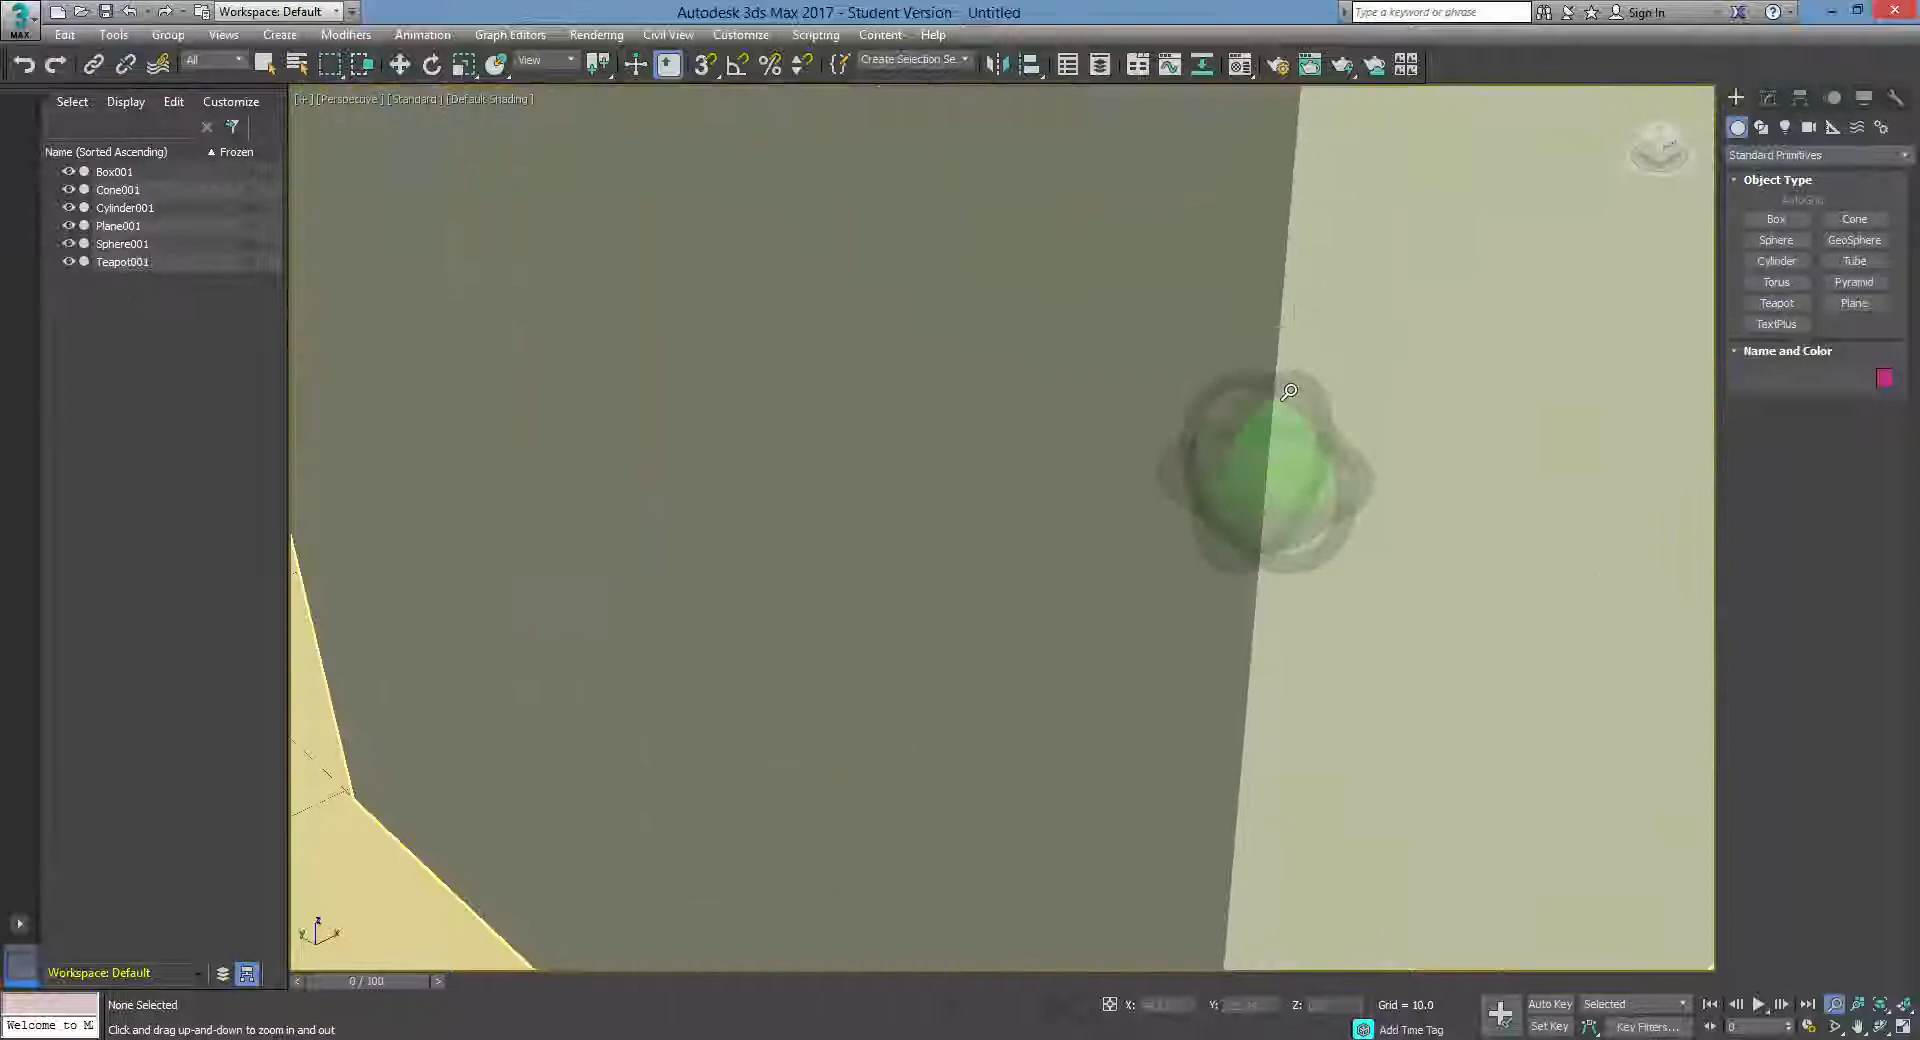 Workspace: Default
Autodesk 3ds Max 2017 - Student Version - Untitled
Type a keyword or phrase
Sign In
MAX
Edit Tools Group Views Create Modifiers Animation Graph Editors Rendering Civil View Customize Scripting Content Help
All
View
Create Selection Se
Select Display Edit Customize
[+] [Perspective] [Standard] [Default Shading]
Name (Sorted Ascending) ▲ Frozen
Box001
Cone001
Cylinder001
Plane001
Sphere001
Teapot001
Standard Primitives
Object Type
AutoGrid
Box Cone
Sphere GeoSphere
Cylinder Tube
Torus Pyramid
Teapot Plane
TextPlus
Name and Color
z
y x
Workspace: Default
< 0 / 100 >
None Selected
X: Y: Z: Grid = 10.0
Auto Key Selected
Welcome to M
Click and drag up-and-down to zoom in and out
Add Time Tag
Set Key Key Filters...
0